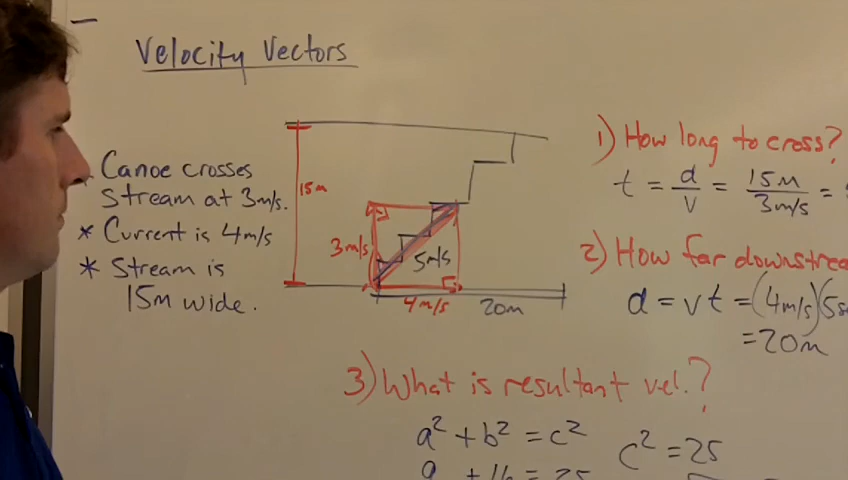 Velocity Vectors
* Canoe crosses
stream at 3m/s.
* Current is 4m/s
* Stream is
15m wide.
15m
3m/s
5m/s
4m/s
20m
1) How long to cross?
t = d/v = 15m/3m/s =
2) How far downstrea
d = vt = (4m/s)(5s
= 20m
3) What is resultant vel.?
a² + b² = c²
c² = 25